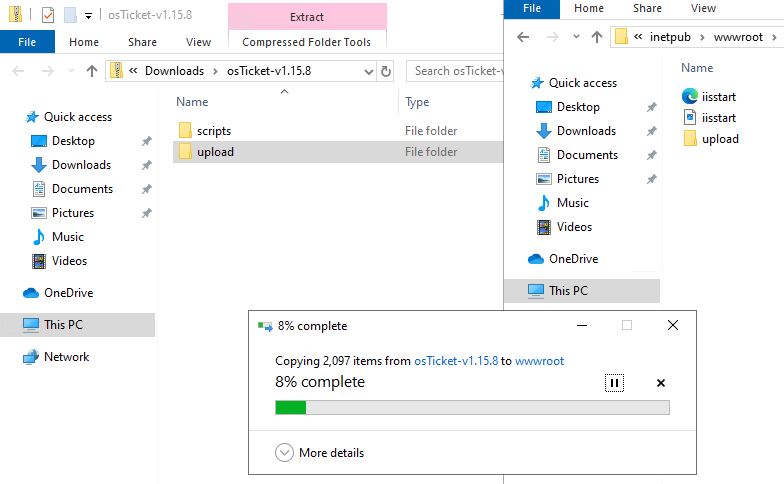 osTicket-v1.15.8
Extract
File
Home
Share
View
Compressed Folder Tools
« Downloads > osTicket-v1.15.8
Search osTicket-v
Name
Type
Quick access
Desktop
Downloads
Documents
Pictures
Music
Videos
OneDrive
This PC
Network
scripts
File folder
upload
File folder
File
Home
Share
View
« inetpub > wwwroot >
Name
Quick access
Desktop
Downloads
Documents
Pictures
Music
Videos
OneDrive
This PC
iisstart
iisstart
upload
8% complete
Copying 2,097 items from osTicket-v1.15.8 to wwwroot
8% complete
More details